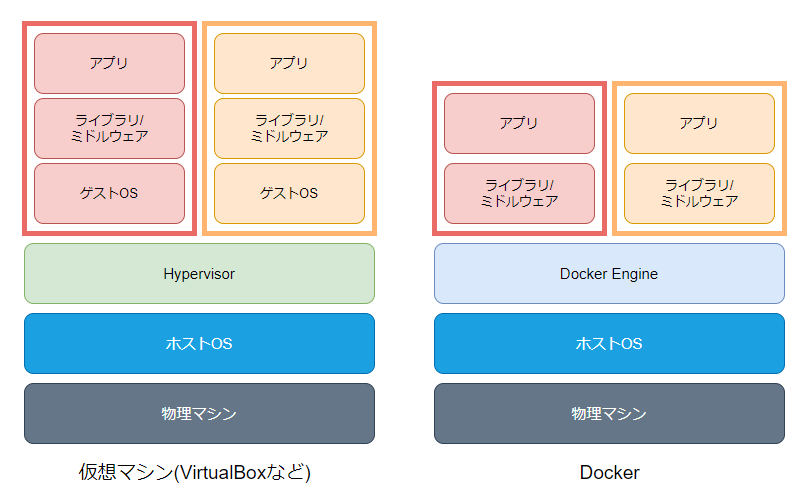 アプリ
ライブラリ/
ミドルウェア
ゲストOS
アプリ
ライブラリ/
ミドルウェア
ゲストOS
Hypervisor
ホストOS
物理マシン
仮想マシン(VirtualBoxなど)
アプリ
ライブラリ/
ミドルウェア
アプリ
ライブラリ/
ミドルウェア
Docker Engine
ホストOS
物理マシン
Docker